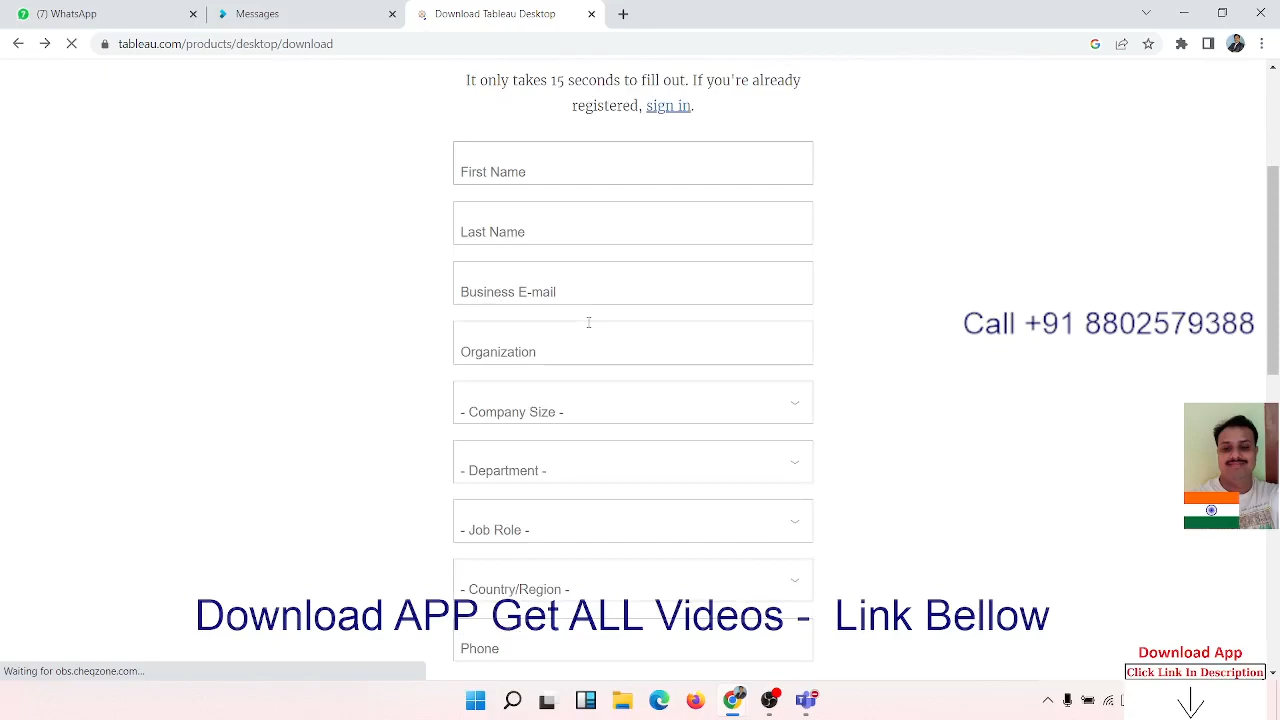 (7) WhatsApp
Messages
Download Tableau Desktop
tableau.com/products/desktop/download
It only takes 15 seconds to fill out. If you're already
registered, sign in.
First Name
Last Name
Business E-mail
Organization
- Company Size -
- Department -
- Job Role -
- Country/Region -
Phone
Call +91 8802579388
Download APP Get ALL Videos - Link Bellow
Download App
Click Link In Description
Waiting for obs.cheqzone.com...